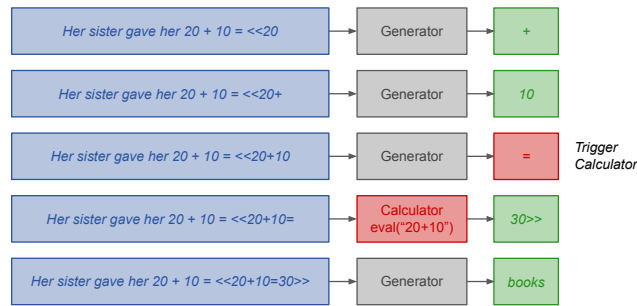 Her sister gave her 20 + 10 = <<20 Generator +
Her sister gave her 20 + 10 = <<20+ Generator 10
Her sister gave her 20 + 10 = <<20+10 Generator = Trigger
Calculator
Her sister gave her 20 + 10 = <<20+10= Calculator
eval(“20+10”) 30>>
Her sister gave her 20 + 10 = <<20+10=30>> Generator books